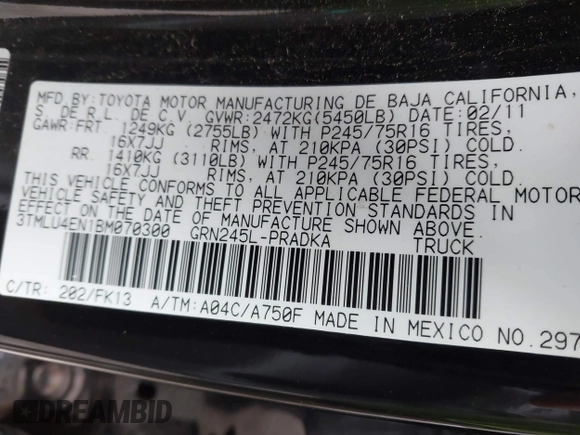 MFD.BY:TOYOTA MOTOR MANUFACTURING DE BAJA CALIFORNIA,
S. DE R.L. DE C.V. GVWR:2472KG(5450LB) DATE:02/11
GAWR:FRT. 1249KG (2755LB) WITH P245/75R16 TIRES,
16X7JJ RIMS, AT 210KPA (30PSI) COLD.
RR. 1410KG (3110LB) WITH P245/75R16 TIRES,
16X7JJ RIMS, AT 210KPA (30PSI) COLD.
THIS VEHICLE CONFORMS TO ALL APPLICABLE FEDERAL MOTOR
VEHICLE SAFETY AND THEFT PREVENTION STANDARDS IN
EFFECT ON THE DATE OF MANUFACTURE SHOWN ABOVE.
3TMLU4EN1BM070300 GRN245L-PRADKA TRUCK
C/TR: 202/FK13 A/TM:A04C/A750F MADE IN MEXICO NO.297
DREAMBID